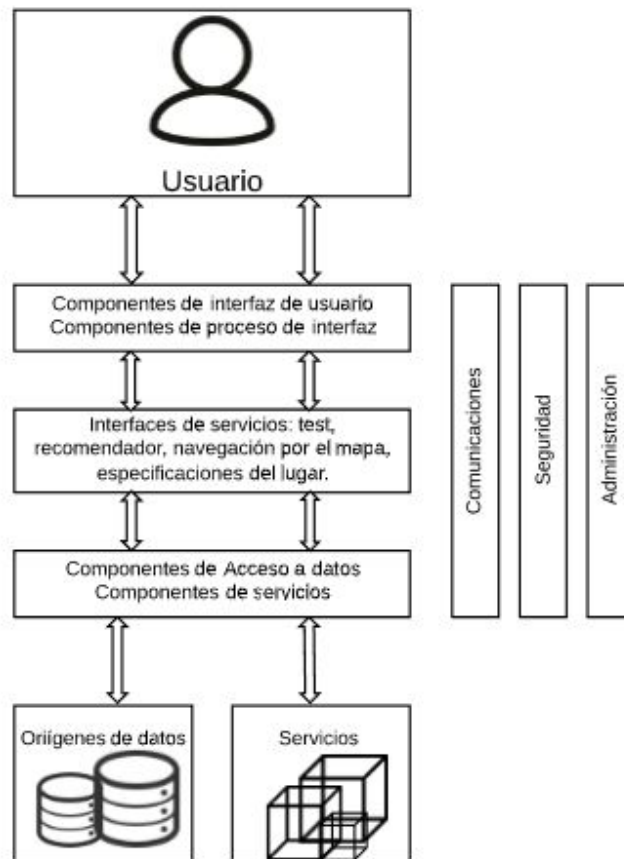 Usuario
Componentes de interfaz de usuario
Componentes de proceso de interfaz
Interfaces de servicios: test,
recomendador, navegación por el mapa,
especificaciones del lugar.
Componentes de Acceso a datos
Componentes de servicios
Oriígenes de datos
Servicios
Comunicaciones
Seguridad
Administración